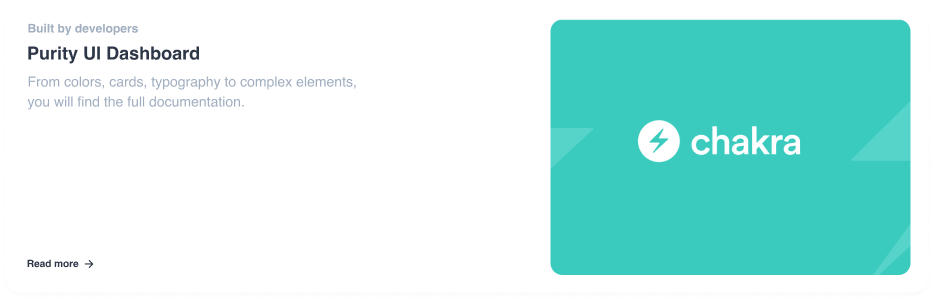 Built by developers
Purity UI Dashboard
From colors, cards, typography to complex elements,
you will find the full documentation.
Read more
chakra